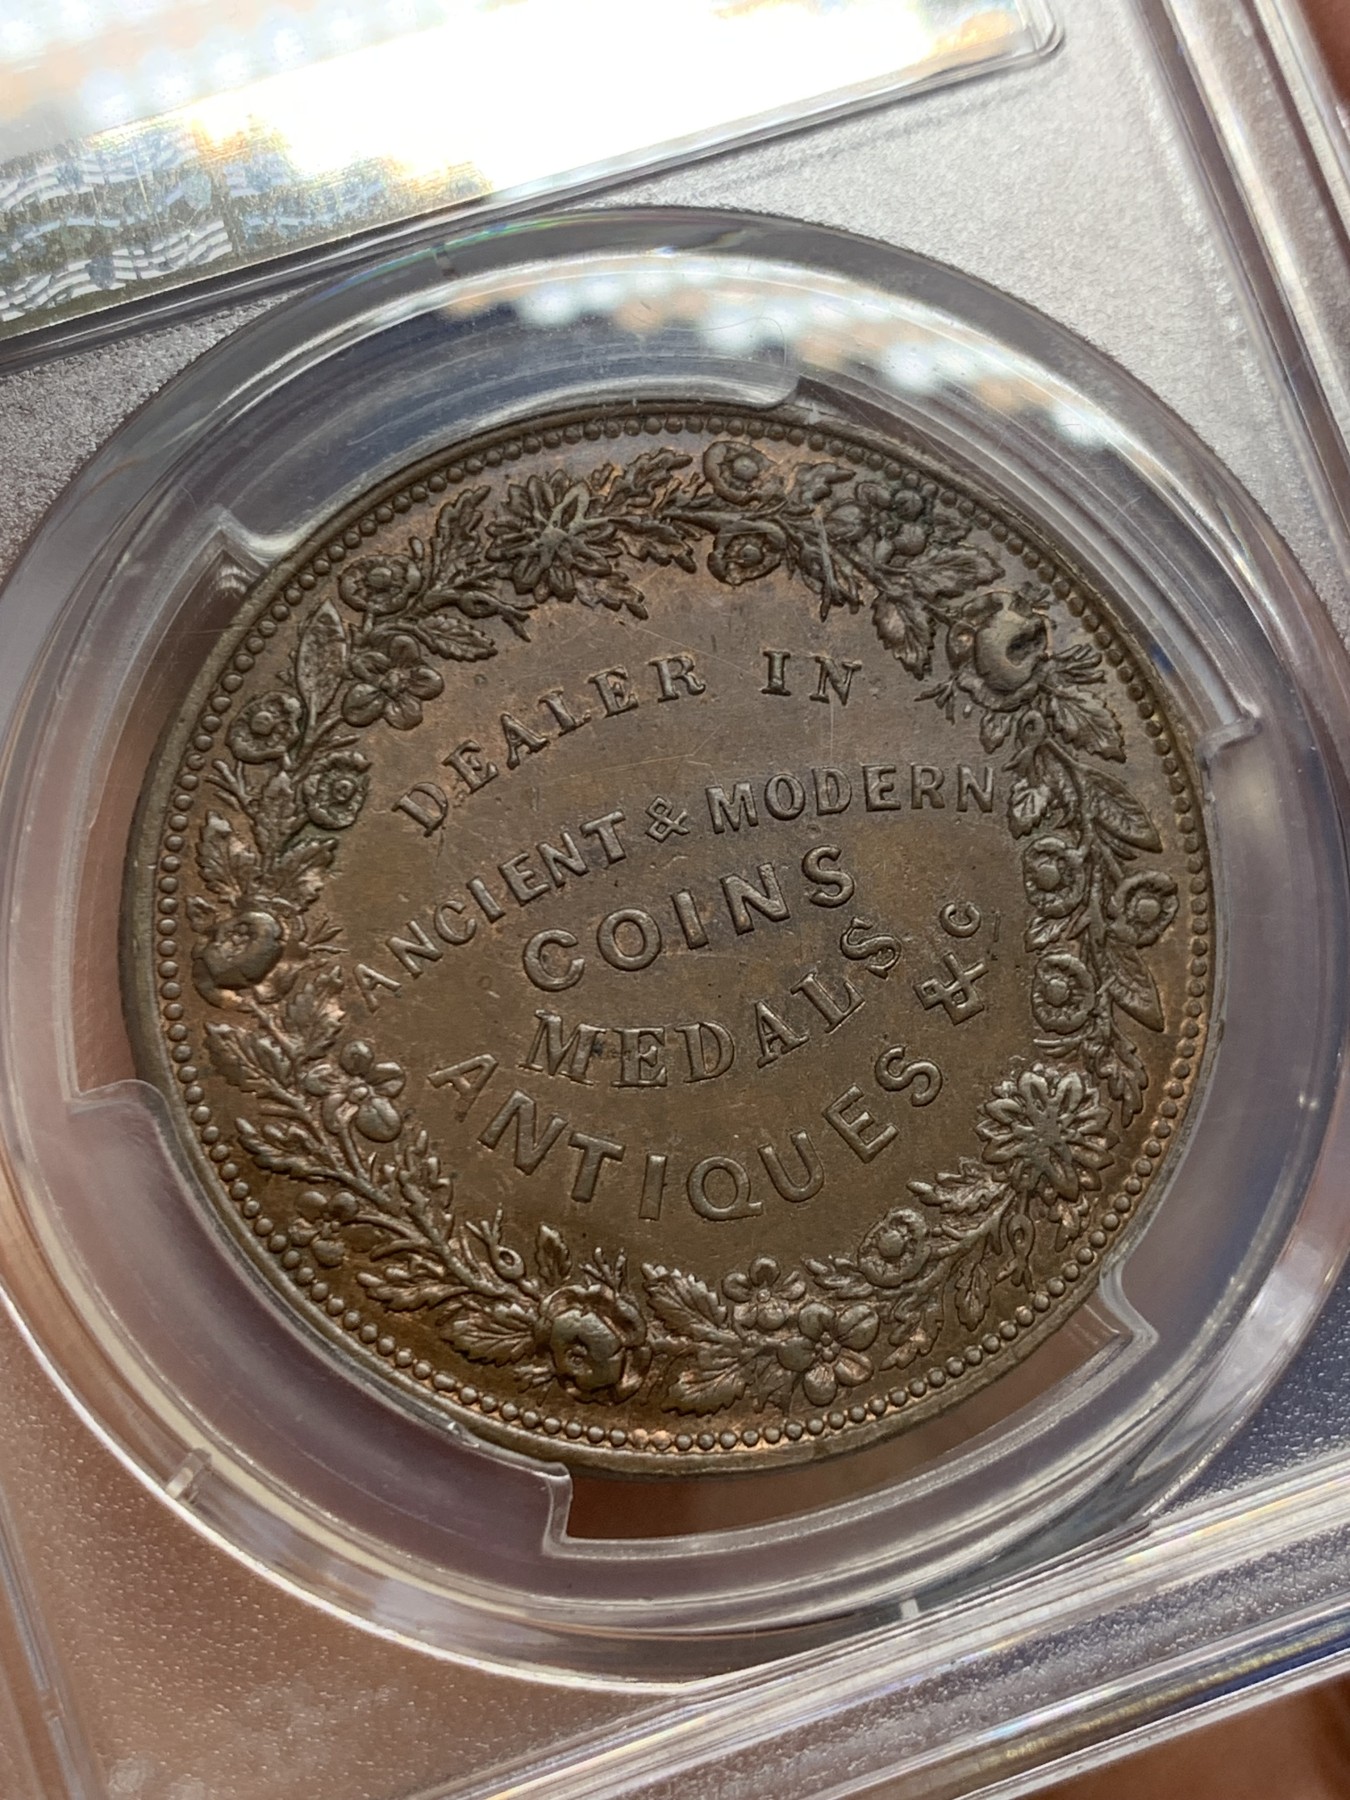 DEALER IN
ANCIENT & MODERN
COINS
MEDALS
ANTIQUES &c